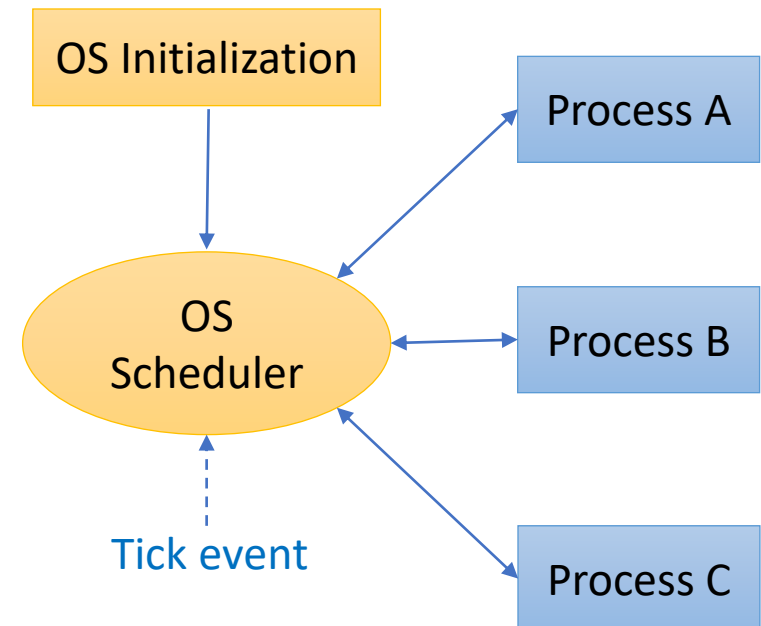 OS Initialization
Process A
OS
Scheduler
Process B
Tick event
Process C